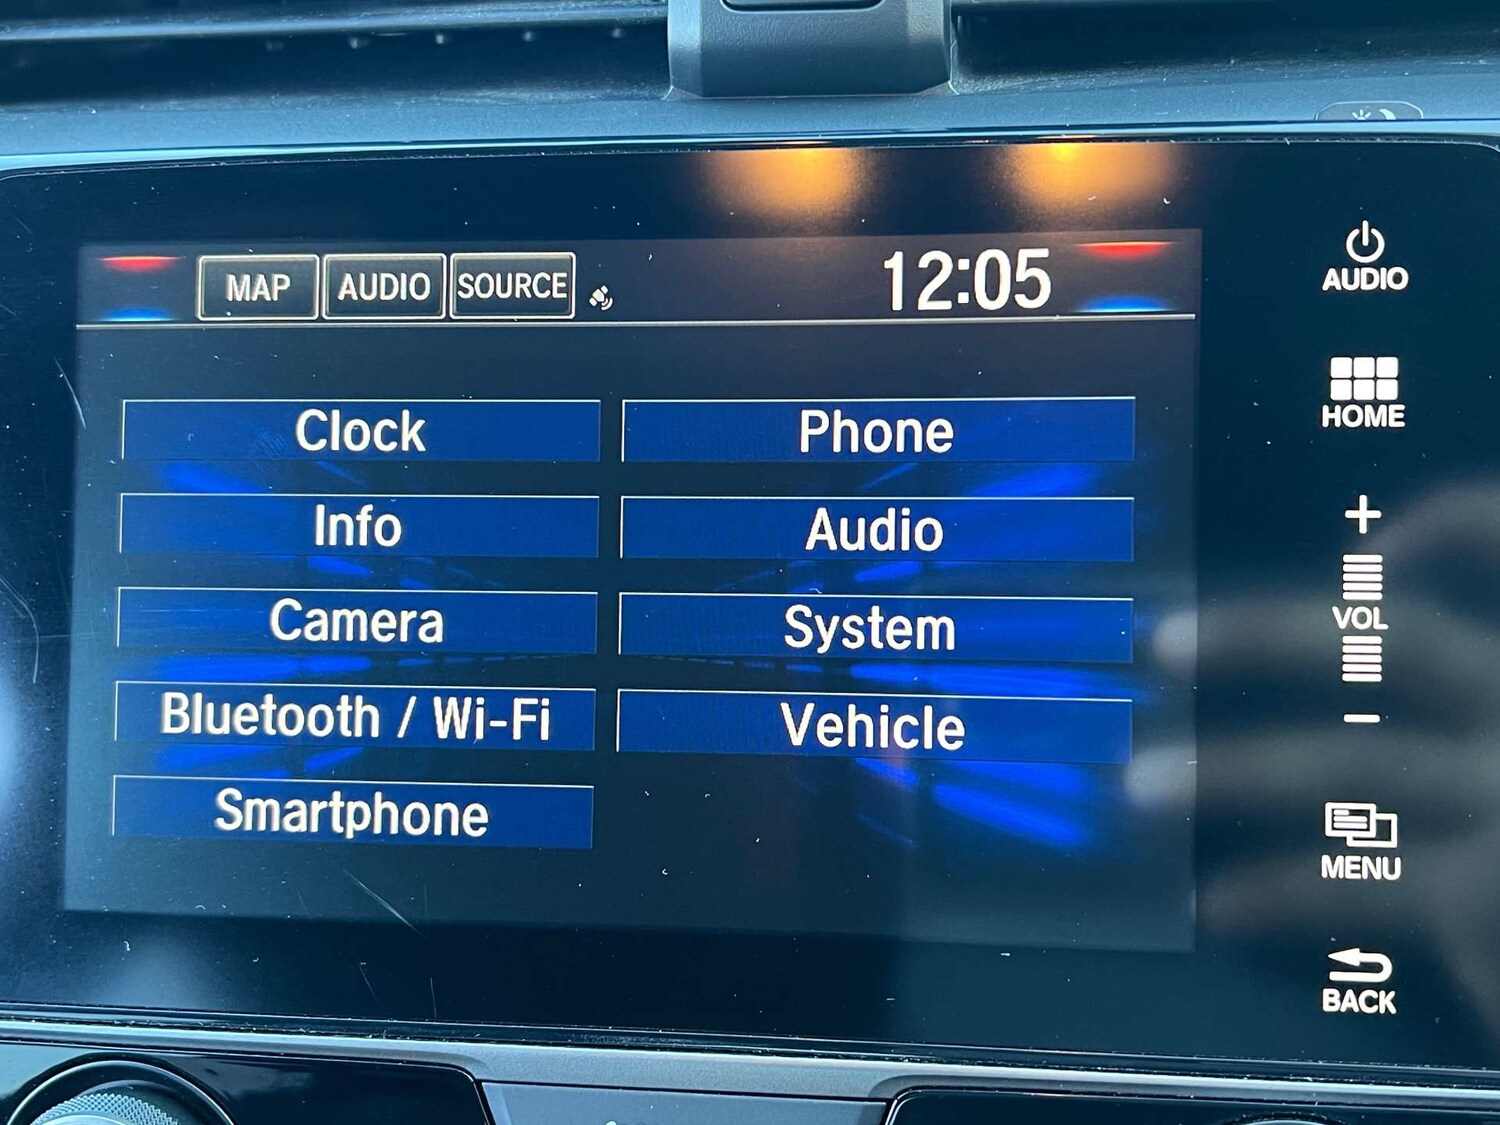 MAP AUDIO SOURCE 12:05
Clock
Phone
Info
Audio
Camera
System
Bluetooth / Wi-Fi
Vehicle
Smartphone
AUDIO
HOME
+
VOL
−
MENU
BACK